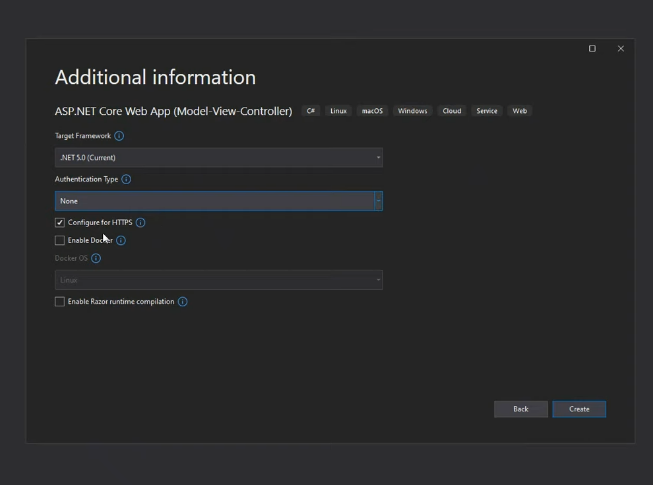 Additional information
ASP.NET Core Web App (Model-View-Controller) C# Linux macOS Windows Cloud Service Web
Target Framework
.NET 5.0 (Current)
Authentication Type
None
Configure for HTTPS
Enable Docker
Docker OS
Linux
Enable Razor runtime compilation
Back Create